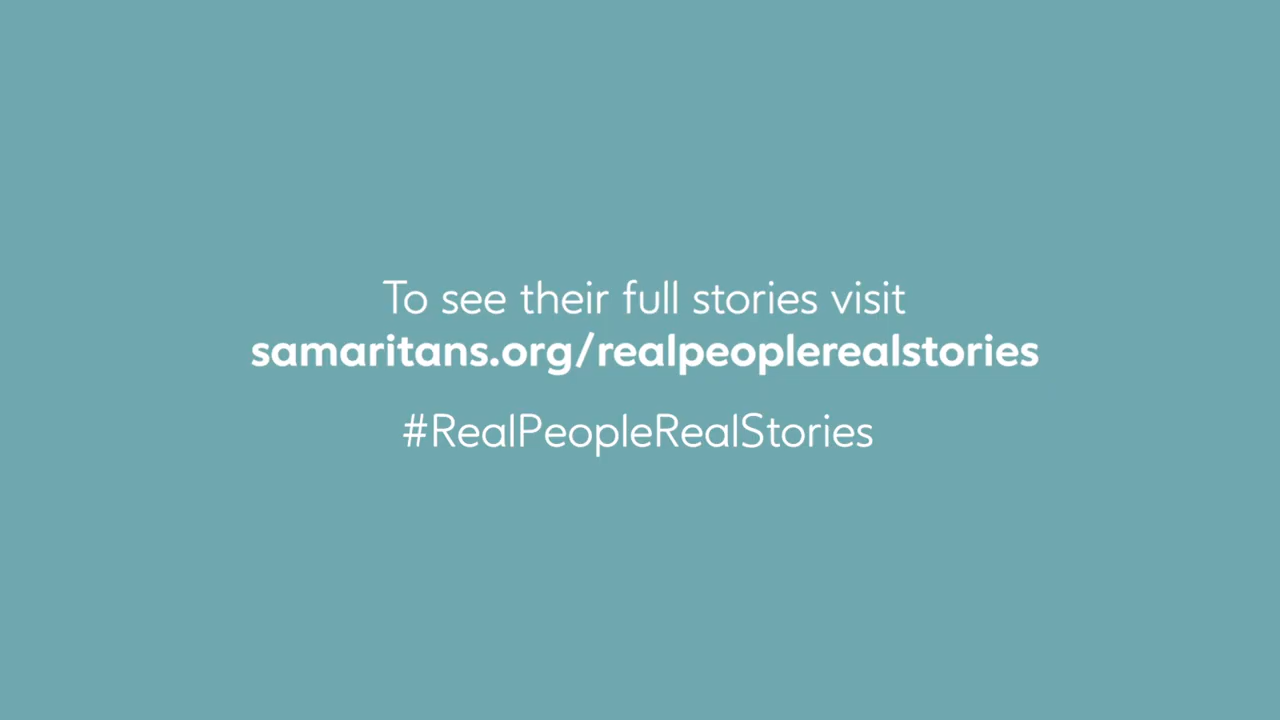 To see their full stories visit
samaritans.org/realpeoplerealstories
#RealPeopleRealStories